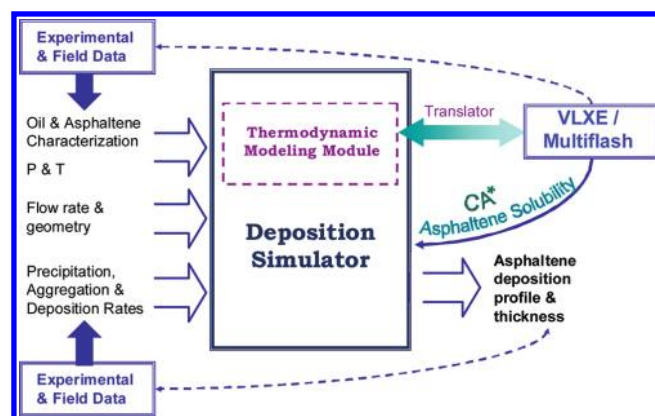 Experimental
& Field Data
Oil & Asphaltene
Characterization
P & T
Flow rate &
geometry
Precipitation,
Aggregation &
Deposition Rates
Experimental
& Field Data
Thermodynamic
Modeling Module
Deposition
Simulator
Translator
VLXE /
Multiflash
CA*
Asphaltene Solubility
Asphaltene
deposition
profile &
thickness